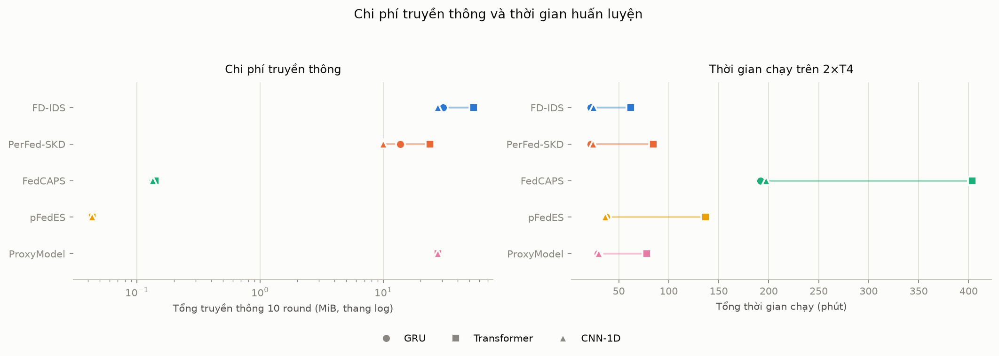 Chi phí truyền thông và thời gian huấn luyện
Chi phí truyền thông
FD-IDS
PerFed-SKD
FedCAPS
pFedES
ProxyModel
10⁻¹ 10⁰ 10¹
Tổng truyền thông 10 round (MiB, thang log)
Thời gian chạy trên 2×T4
FD-IDS
PerFed-SKD
FedCAPS
pFedES
ProxyModel
50 100 150 200 250 300 350 400
Tổng thời gian chạy (phút)
GRU Transformer CNN-1D